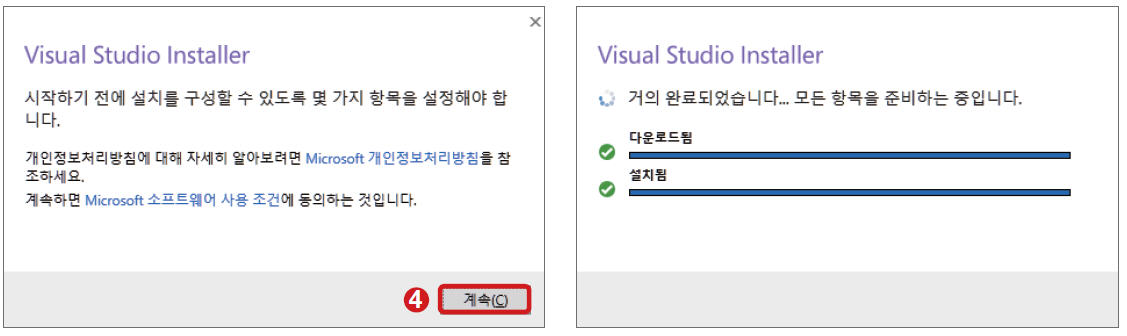 Visual Studio Installer
시작하기 전에 설치를 구성할 수 있도록 몇 가지 항목을 설정해야 합
니다.
개인정보처리방침에 대해 자세히 알아보려면 Microsoft 개인정보처리방침을 참
조하세요.
계속하면 Microsoft 소프트웨어 사용 조건에 동의하는 것입니다.
4 계속(C)
Visual Studio Installer
거의 완료되었습니다... 모든 항목을 준비하는 중입니다.
다운로드됨
설치됨